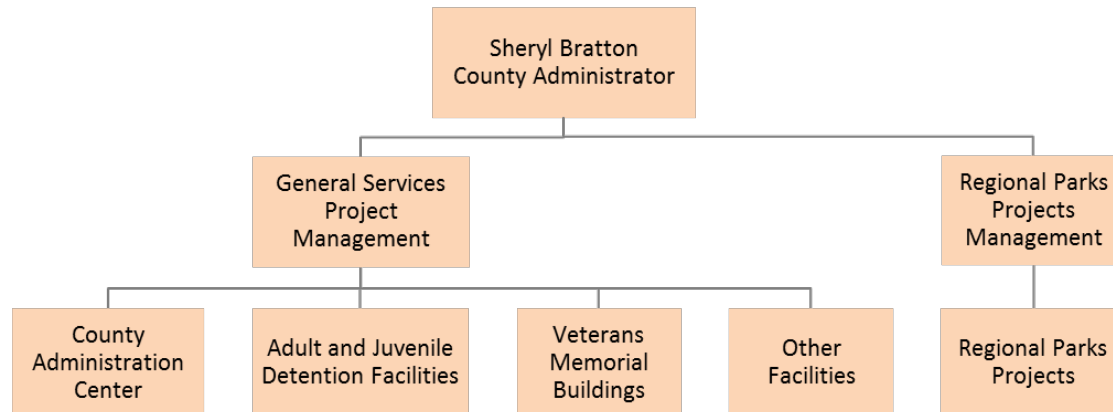 Sheryl Bratton
County Administrator
General Services
Project
Management
Regional Parks
Projects
Management
County
Administration
Center
Adult and Juvenile
Detention Facilities
Veterans
Memorial
Buildings
Other
Facilities
Regional Parks
Projects